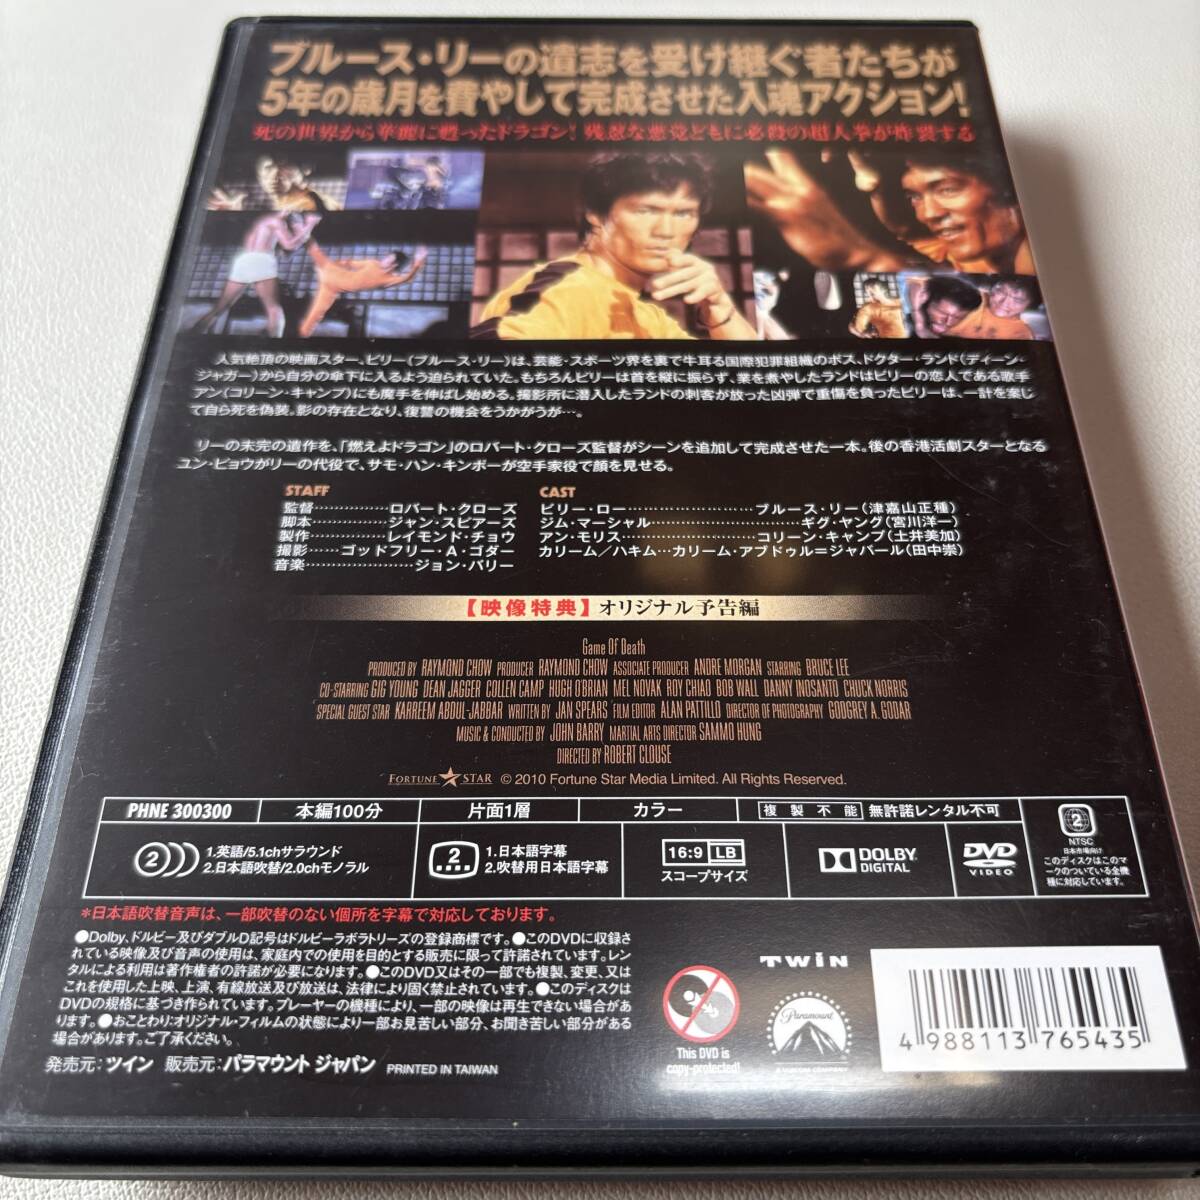 ブルース・リーの遺志を受け継ぐ者たちが
5年の歳月を費やして完成させた入魂アクション!
死の世界から華麗に甦ったドラゴン! 残忍な悪党どもに必殺の超人拳が炸裂する
人気絶頂の映画スター、ビリー(ブルース・リー)は、芸能・スポーツ界を裏で牛耳る国際犯罪組織のボス、ドクター・ランド(ディーン・
ジャガー)から自分の傘下に入るよう迫られていた。もちろんビリーは首を縦に振らず、業を煮やしたランドはビリーの恋人である歌手
アン(コリーン・キャンプ)にも魔手を伸ばし始める。撮影所に潜入したランドの刺客が放った凶弾で重傷を負ったビリーは、一計を案じ
て自ら死を偽装。影の存在となり、復讐の機会をうかがうが…。
リーの未完の遺作を、「燃えよドラゴン」のロバート・クローズ監督がシーンを追加して完成させた一本。後の香港活劇スターとなる
ユン・ピョウがリーの代役で、サモ・ハン・キンポーが空手家役で顔を見せる。
STAFF
監督……………ロバート・クローズ
脚本……………ジャン・スピアーズ
製作……………レイモンド・チョウ
撮影……ゴッドフリー・A・ゴダー
音楽…………………ジョン・バリー
CAST
ビリー・ロー……………………ブルース・リー(津嘉山正種)
ジム・マーシャル…………………………ギグ・ヤング(宮川洋一)
アン・モリス………………………コリーン・キャンプ(土井美加)
カリーム/ハキム…カリーム・アブドゥル=ジャバール(田中崇)
【映像特典】オリジナル予告編
Game Of Death
PRODUCED BY RAYMOND CHOW PRODUCER RAYMOND CHOW ASSOCIATE PRODUCER ANDRE MORGAN STARRING BRUCE LEE
CO-STARRING GIG YOUNG DEAN JAGGER COLLEN CAMP HUGH O'BRIAN MEL NOVAK ROY CHIAO BOB WALL DANNY INOSANTO CHUCK NORRIS
SPECIAL GUEST STAR KARREEM ABDUL-JABBAR WRITTEN BY JAN SPEARS FILM EDITOR ALAN PATTILLO DIRECTOR OF PHOTOGRAPHY GODGREY A. GODAR
MUSIC & CONDUCTED BY JOHN BARRY MARTIAL ARTS DIRECTOR SAMMO HUNG
DIRECTED BY ROBERT CLOUSE
FORTUNE STAR © 2010 Fortune Star Media Limited. All Rights Reserved.
PHNE 300300 本編100分 片面1層 カラー 複製不能 無許諾レンタル不可
2 1.英語/5.1chサラウンド
2.日本語吹替/2.0chモノラル
2 1.日本語字幕
2.吹替用日本語字幕
16:9 LB
スコープサイズ
DOLBY
DIGITAL
DVD
VIDEO
2
NTSC
日本市場向け
このディスクはこのマ
ークのついている全機
種に対応しています。
*日本語吹替音声は、一部吹替のない個所を字幕で対応しております。
●Dolby、ドルビー及びダブルD記号はドルビーラボラトリーズの登録商標です。●このDVDに収録さ
れている映像及び音声の使用は、家庭内での使用を目的とする販売に限って許諾されています。レン
タルによる利用は著作権者の許諾が必要になります。●このDVD又はその一部でも複製、変更、又は
これを使用した上映、上演、有線放送及び放送は、法律により固く禁止されています。●このディスクは
DVDの規格に基づき作られています。プレーヤーの機種により、一部の映像は再生できない場合があ
ります。●おことわり:オリジナル・フィルムの状態により一部お見苦しい部分、お聞き苦しい部分がある
場合があります。ご了承ください。
発売元:ツイン 販売元:パラマウント ジャパン PRINTED IN TAIWAN
This DVD is
copy-protected!
TWIN
Paramount
A VIACOM COMPANY
4 988113 765435